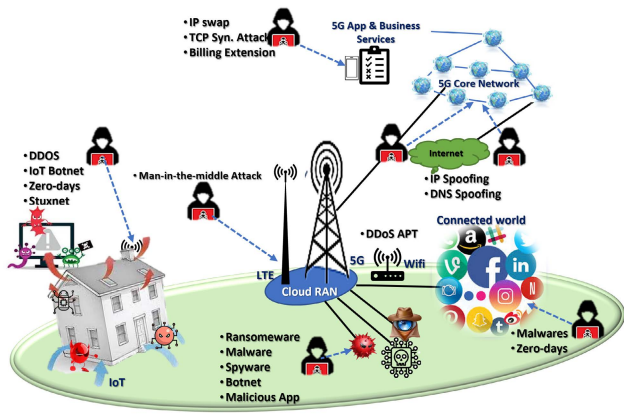 • IP swap
• TCP Syn. Attack
• Billing Extension
5G App & Business
Services
5G Core Network
• DDOS
• IoT Botnet
• Zero-days
• Stuxnet
• Man-in-the-middle Attack
Internet
• IP Spoofing
• DNS Spoofing
Connected world
• DDoS APT
5G
Wifi
LTE
Cloud RAN
a
f
in
N
t
• Ransomeware
• Malware
• Spyware
• Botnet
• Malicious App
• Malwares
• Zero-days
IoT